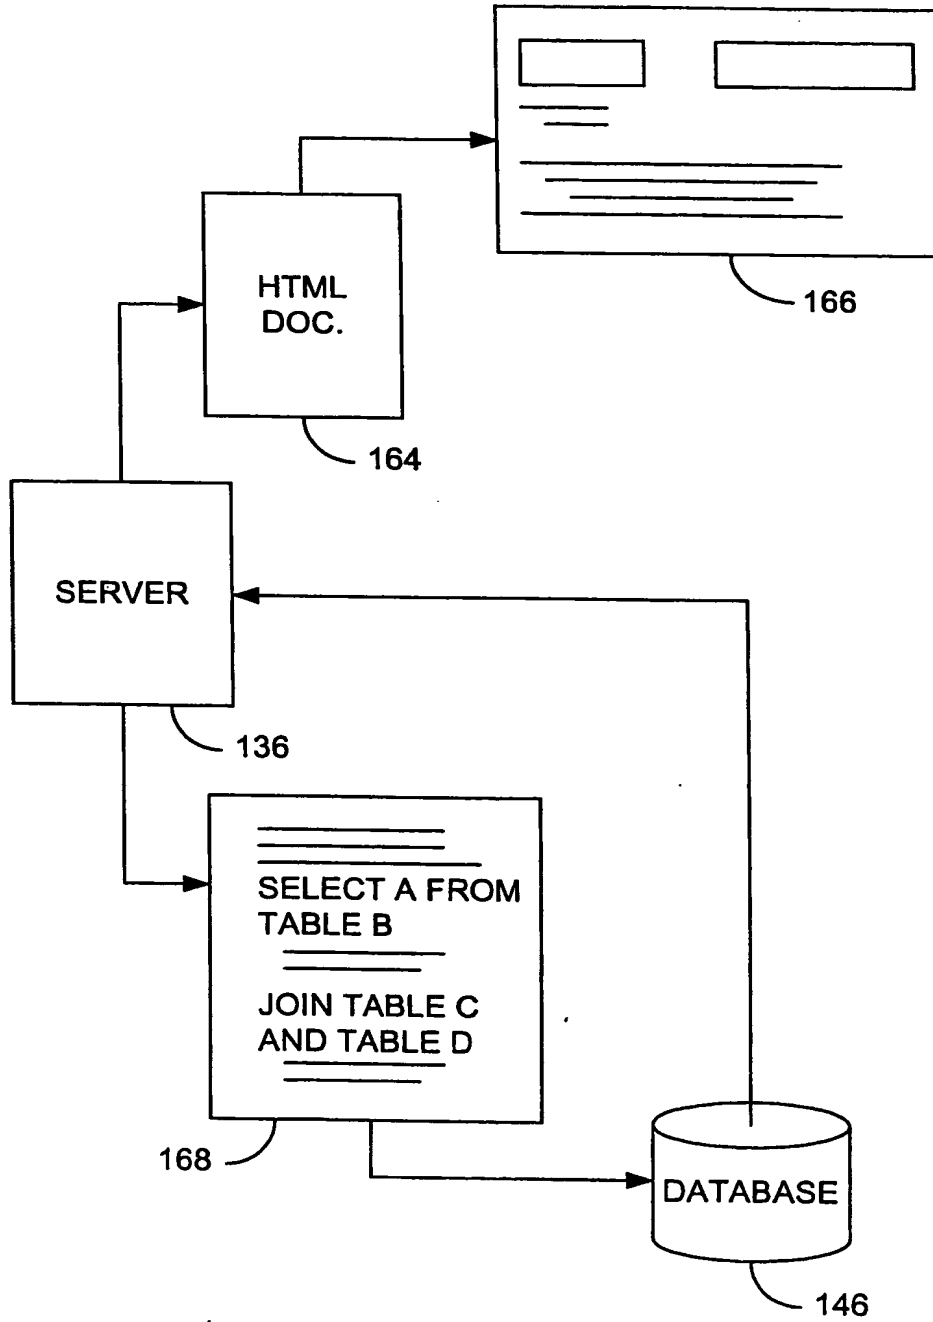 166
HTML
DOC.
164
SERVER
136
SELECT A FROM
TABLE B
JOIN TABLE C
AND TABLE D
168
DATABASE
146